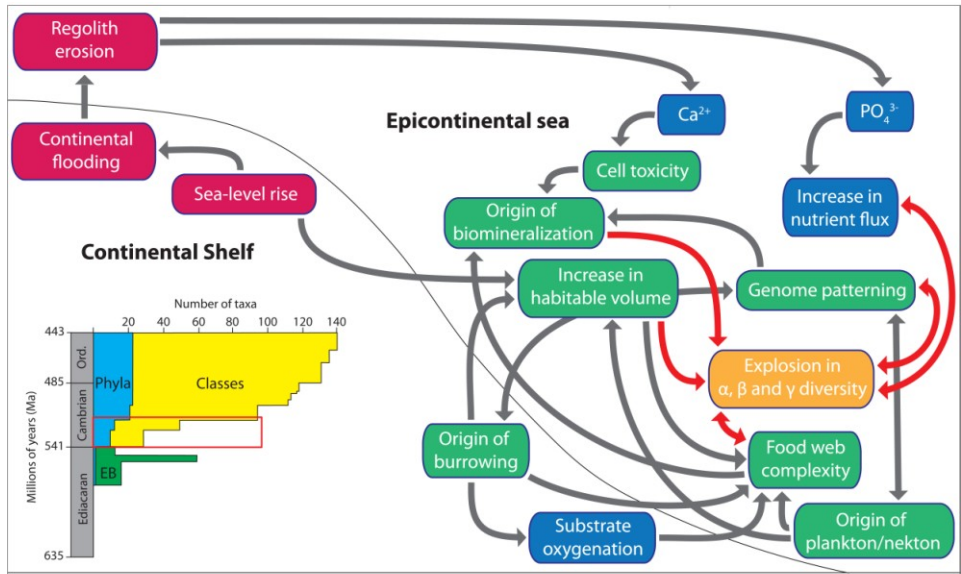 Regolith
erosion
Continental
flooding
Sea-level rise
Epicontinental sea
Ca²⁺
PO₄³⁻
Cell toxicity
Increase in
nutrient flux
Origin of
biomineralization
Increase in
habitable volume
Genome patterning
Explosion in
α, β and γ diversity
Origin of
burrowing
Food web
complexity
Substrate
oxygenation
Origin of
plankton/nekton
Continental Shelf
Number of taxa
20 40 60 80 100 120 140
443
485
541
635
Millions of years (Ma)
Ord.
Cambrian
Ediacaran
Phyla
Classes
EB